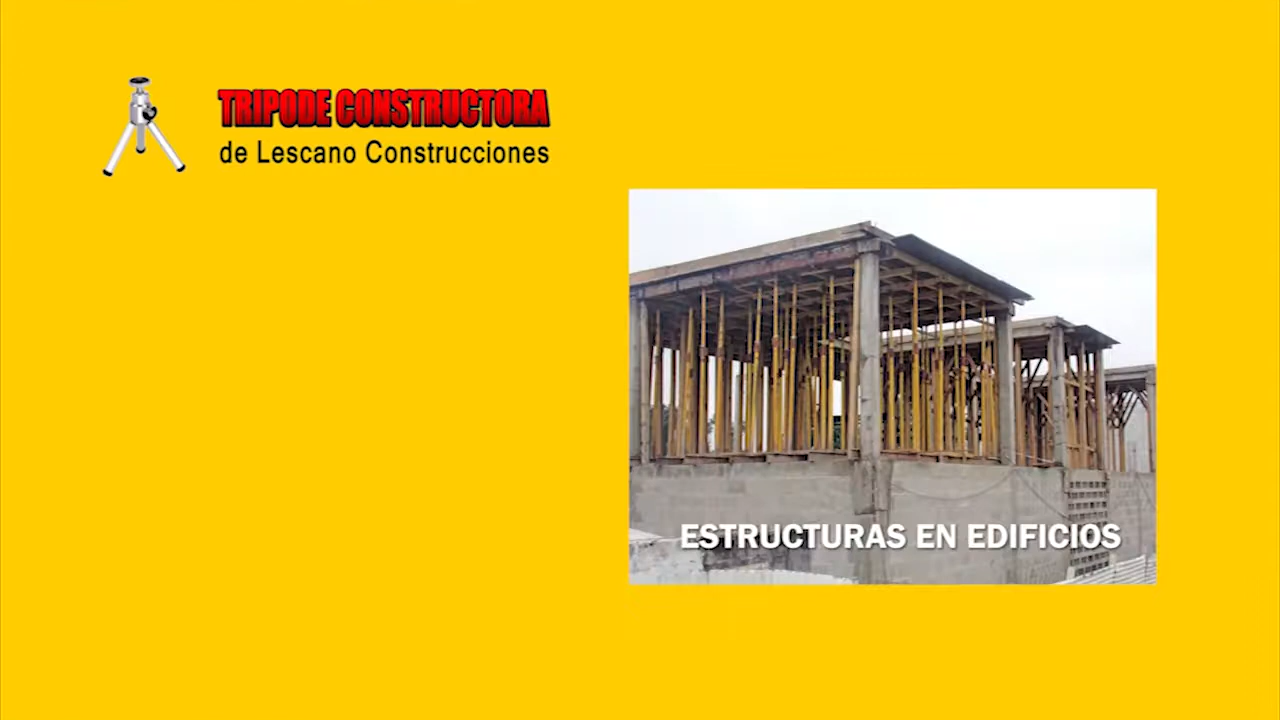 TRIPODE CONSTRUCTORA
de Lescano Construcciones
ESTRUCTURAS EN EDIFICIOS